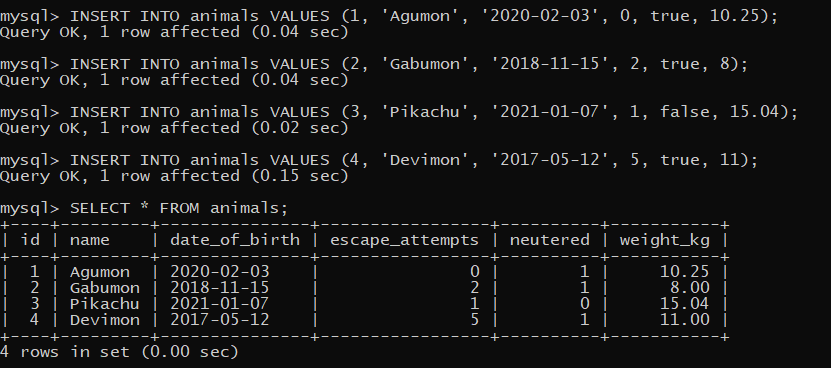 mysql> INSERT INTO animals VALUES (1, 'Agumon', '2020-02-03', 0, true, 10.25);
Query OK, 1 row affected (0.04 sec)

mysql> INSERT INTO animals VALUES (2, 'Gabumon', '2018-11-15', 2, true, 8);
Query OK, 1 row affected (0.04 sec)

mysql> INSERT INTO animals VALUES (3, 'Pikachu', '2021-01-07', 1, false, 15.04);
Query OK, 1 row affected (0.02 sec)

mysql> INSERT INTO animals VALUES (4, 'Devimon', '2017-05-12', 5, true, 11);
Query OK, 1 row affected (0.15 sec)

mysql> SELECT * FROM animals;
+----+---------+---------------+-----------------+----------+-----------+
| id | name    | date_of_birth | escape_attempts | neutered | weight_kg |
+----+---------+---------------+-----------------+----------+-----------+
|  1 | Agumon  | 2020-02-03    |               0 |        1 |     10.25 |
|  2 | Gabumon | 2018-11-15    |               2 |        1 |      8.00 |
|  3 | Pikachu | 2021-01-07    |               1 |        0 |     15.04 |
|  4 | Devimon | 2017-05-12    |               5 |        1 |     11.00 |
+----+---------+---------------+-----------------+----------+-----------+
4 rows in set (0.00 sec)